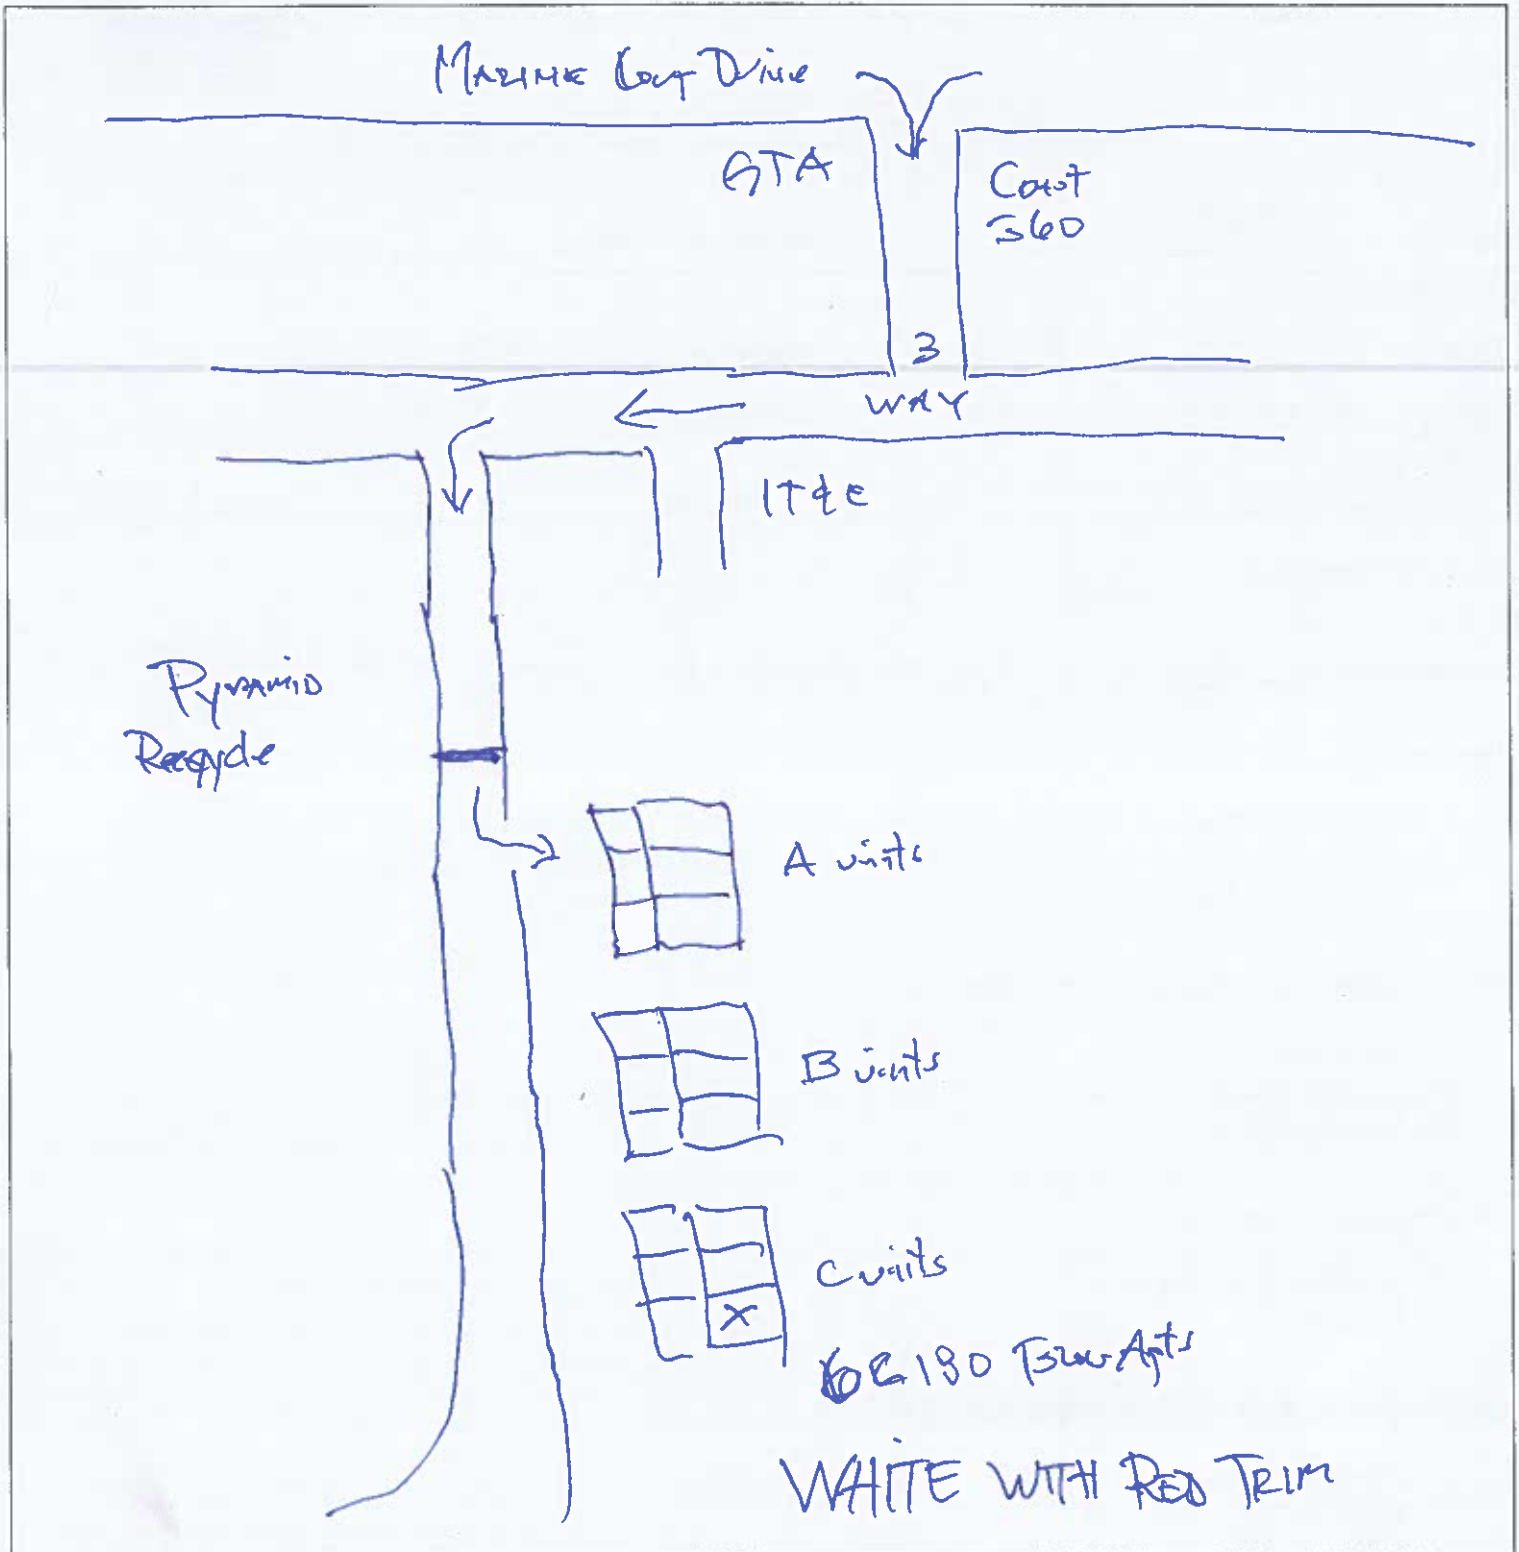 MARINE Corp Drive
GTA
Cost
360
3
WAY
IT&E
Pyramid
Recycle
A units
B units
C units
X
180 Apts
WHITE WITH RED TRIM